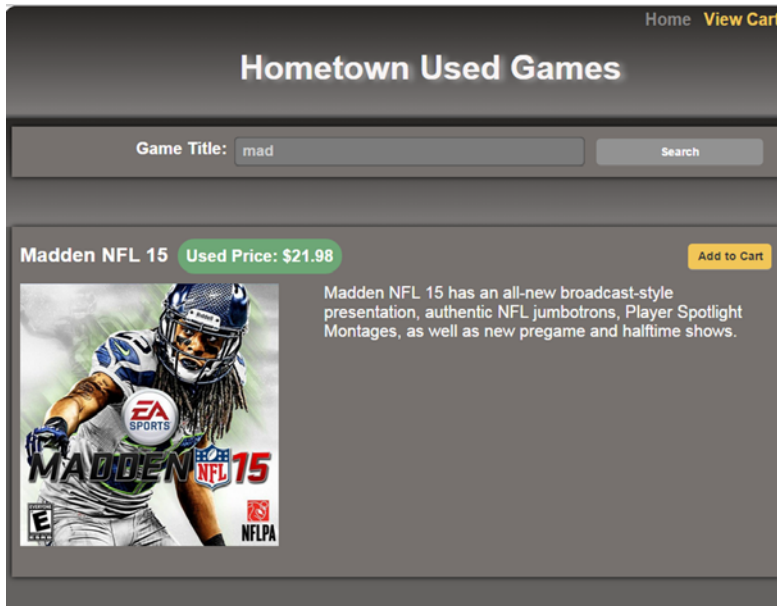 Home View Cart
Hometown Used Games
Game Title: mad Search
Madden NFL 15 Used Price: $21.98 Add to Cart
Madden NFL 15 has an all-new broadcast-style
presentation, authentic NFL jumbotrons, Player Spotlight
Montages, as well as new pregame and halftime shows.
Riddell
EA
SPORTS
MADDEN NFL 15
EVERYONE
E
NFLPA